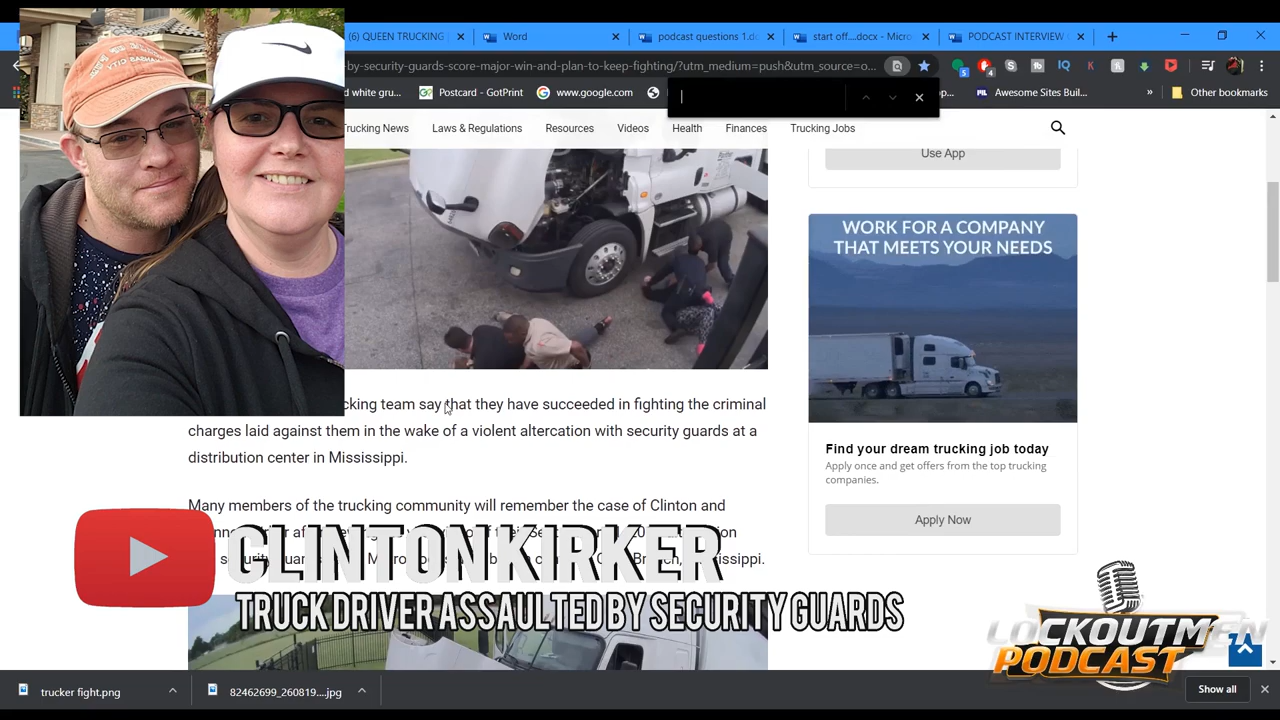 (6) QUEEN TRUCKING
Word
podcast questions 1.do
start off....docx - Micro
PODCAST INTERVIEW
by-security-guards-score-major-win-and-plan-to-keep-fighting/?utm_medium=push&utm_source=o...
d white gru...
Postcard - GotPrint
www.google.com
Awesome Sites Buil...
Other bookmarks
Trucking News
Laws & Regulations
Resources
Videos
Health
Finances
Trucking Jobs
Use App
WORK FOR A COMPANY
THAT MEETS YOUR NEEDS
cking team say that they have succeeded in fighting the criminal
charges laid against them in the wake of a violent altercation with security guards at a
distribution center in Mississippi.
Find your dream trucking job today
Apply once and get offers from the top trucking
companies.
Apply Now
Many members of the trucking community will remember the case of Clinton and
CLINTON KIRKER
TRUCK DRIVER ASSAULTED BY SECURITY GUARDS
LOCKOUTMEN
PODCAST
trucker fight.png
82462699_260819....jpg
Show all